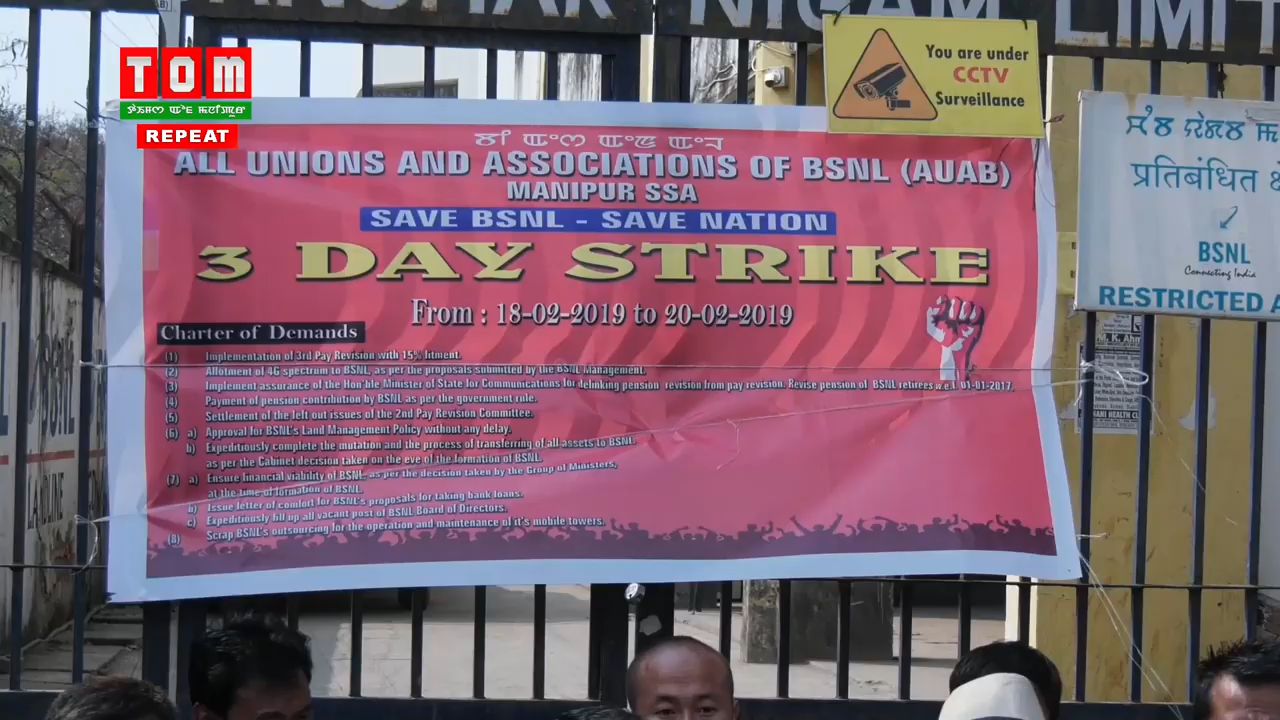 NIGAM LIMIT
TOM
REPEAT
You are under
CCTV
Surveillance
ALL UNIONS AND ASSOCIATIONS OF BSNL (AUAB)
MANIPUR SSA
SAVE BSNL - SAVE NATION
3 DAY STRIKE
From : 18-02-2019 to 20-02-2019
Charter of Demands
(1) Implementation of 3rd Pay Revision with 15% fitment.
(2) Allotment of 4G spectrum to BSNL, as per the proposals submitted by the BSNL Management.
(3) Implement assurance of the Hon'ble Minister of State for Communications for delinking pension revision from pay revision. Revise pension of BSNL retirees w.e.f. 01-01-2017.
(4) Payment of pension contribution by BSNL as per the government rule.
(5) Settlement of the left out issues of the 2nd Pay Revision Committee.
(6) a) Approval for BSNL's Land Management Policy without any delay.
b) Expeditiously complete the mutation and the process of transferring of all assets to BSNL
as per the Cabinet decision taken on the eve of the formation of BSNL.
(7) a) Ensure financial viability of BSNL as per the decision taken by the Group of Ministers,
at the time of formation of BSNL.
b) Issue letter of comfort for BSNL's proposals for taking bank loans.
c) Expeditiously fill up all vacant post of BSNL Board of Directors.
(8) Scrap BSNL's outsourcing for the operation and maintenance of it's mobile towers.
प्रतिबंधित
BSNL
Connecting India
RESTRICTED A
BSNL
LANDLINE